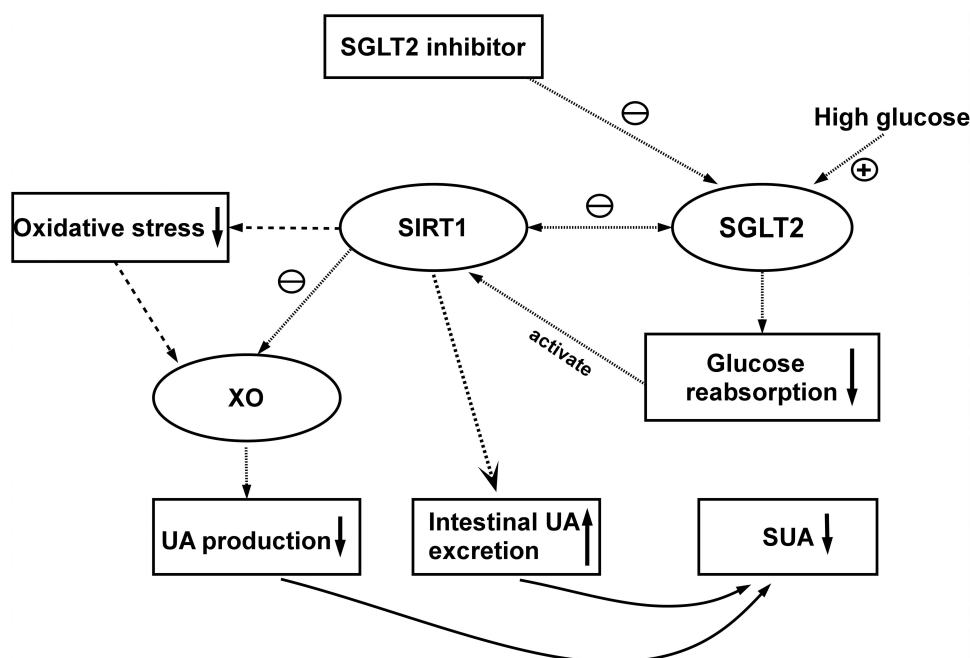 SGLT2 inhibitor
High glucose
Oxidative stress
SIRT1
SGLT2
activate
Glucose
reabsorption
XO
UA production
Intestinal UA
excretion
SUA